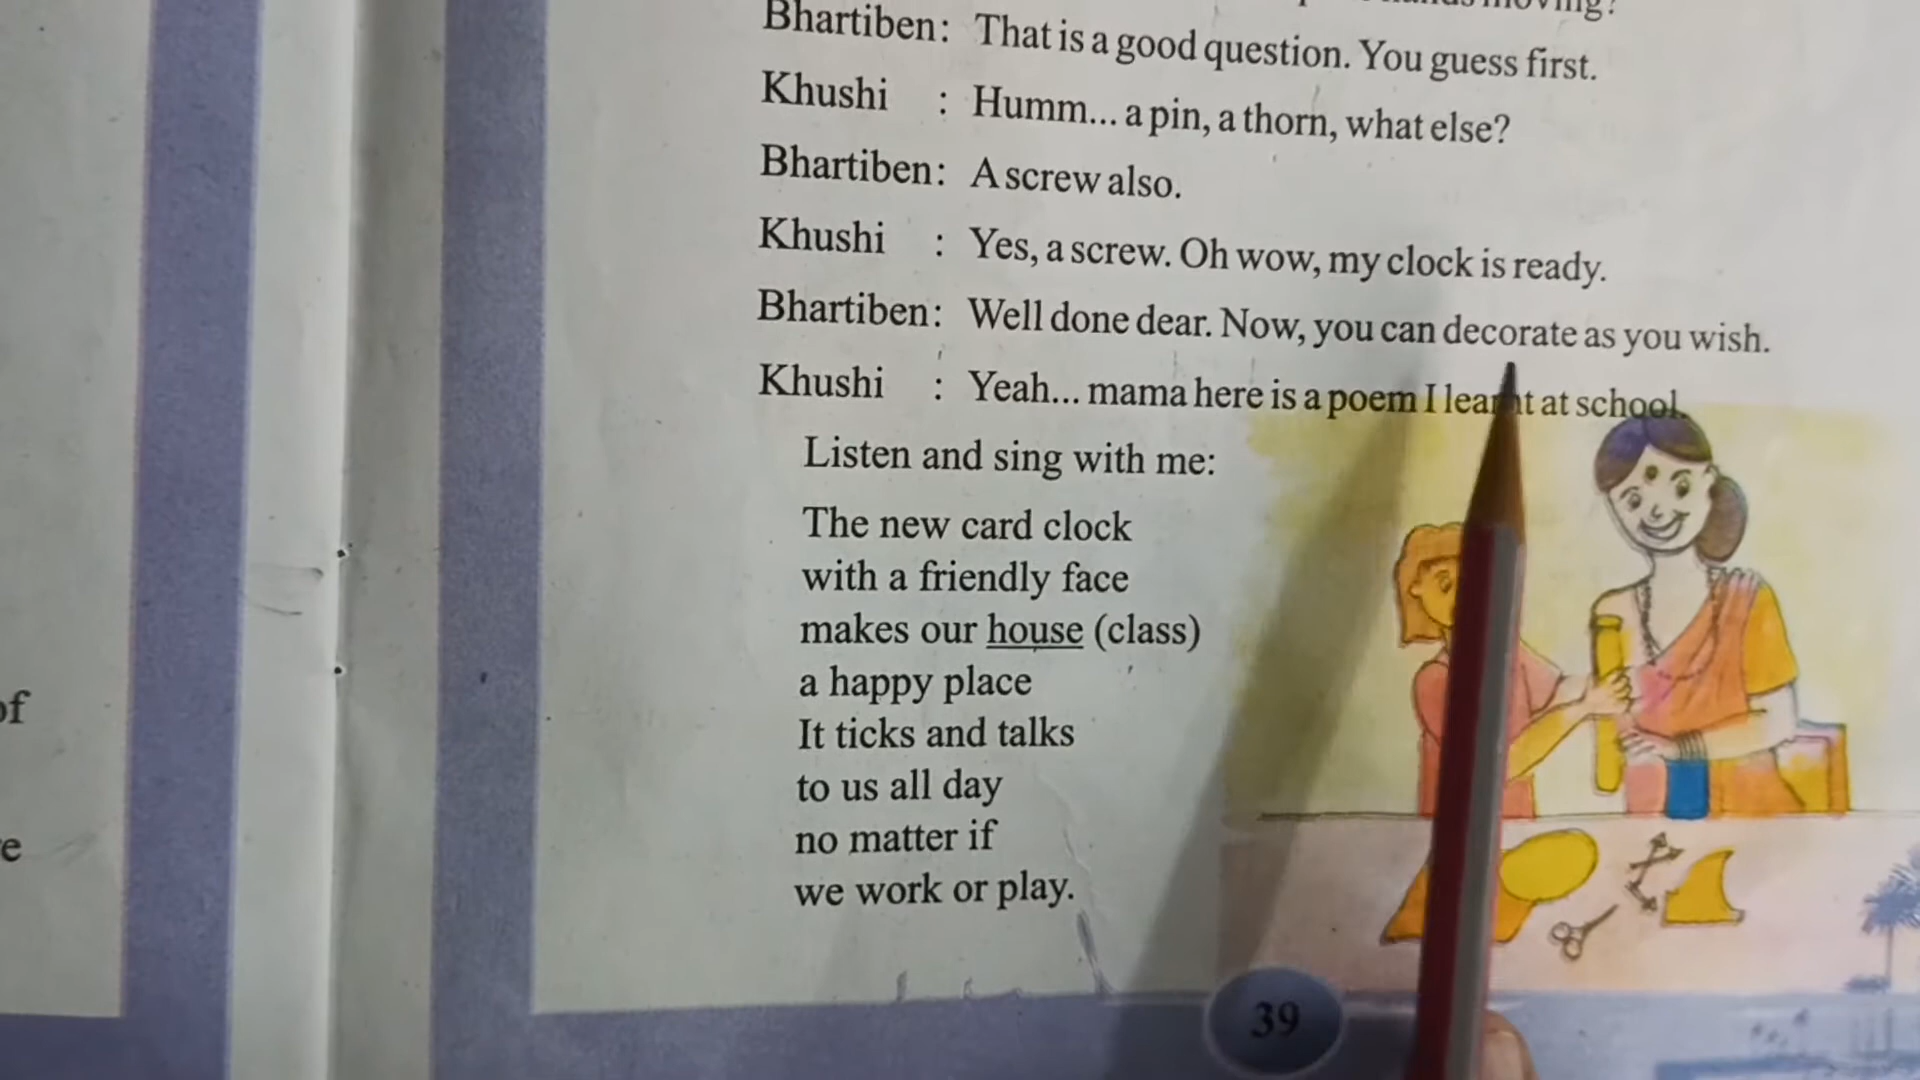 moving?
Bhartiben: That is a good question. You guess first.
Khushi : Humm... a pin, a thorn, what else?
Bhartiben: A screw also.
Khushi : Yes, a screw. Oh wow, my clock is ready.
Bhartiben: Well done dear. Now, you can decorate as you wish.
Khushi : Yeah... mama here is a poem I learnt at school.
Listen and sing with me:
The new card clock
with a friendly face
makes our house (class)
a happy place
It ticks and talks
to us all day
no matter if
we work or play.
39